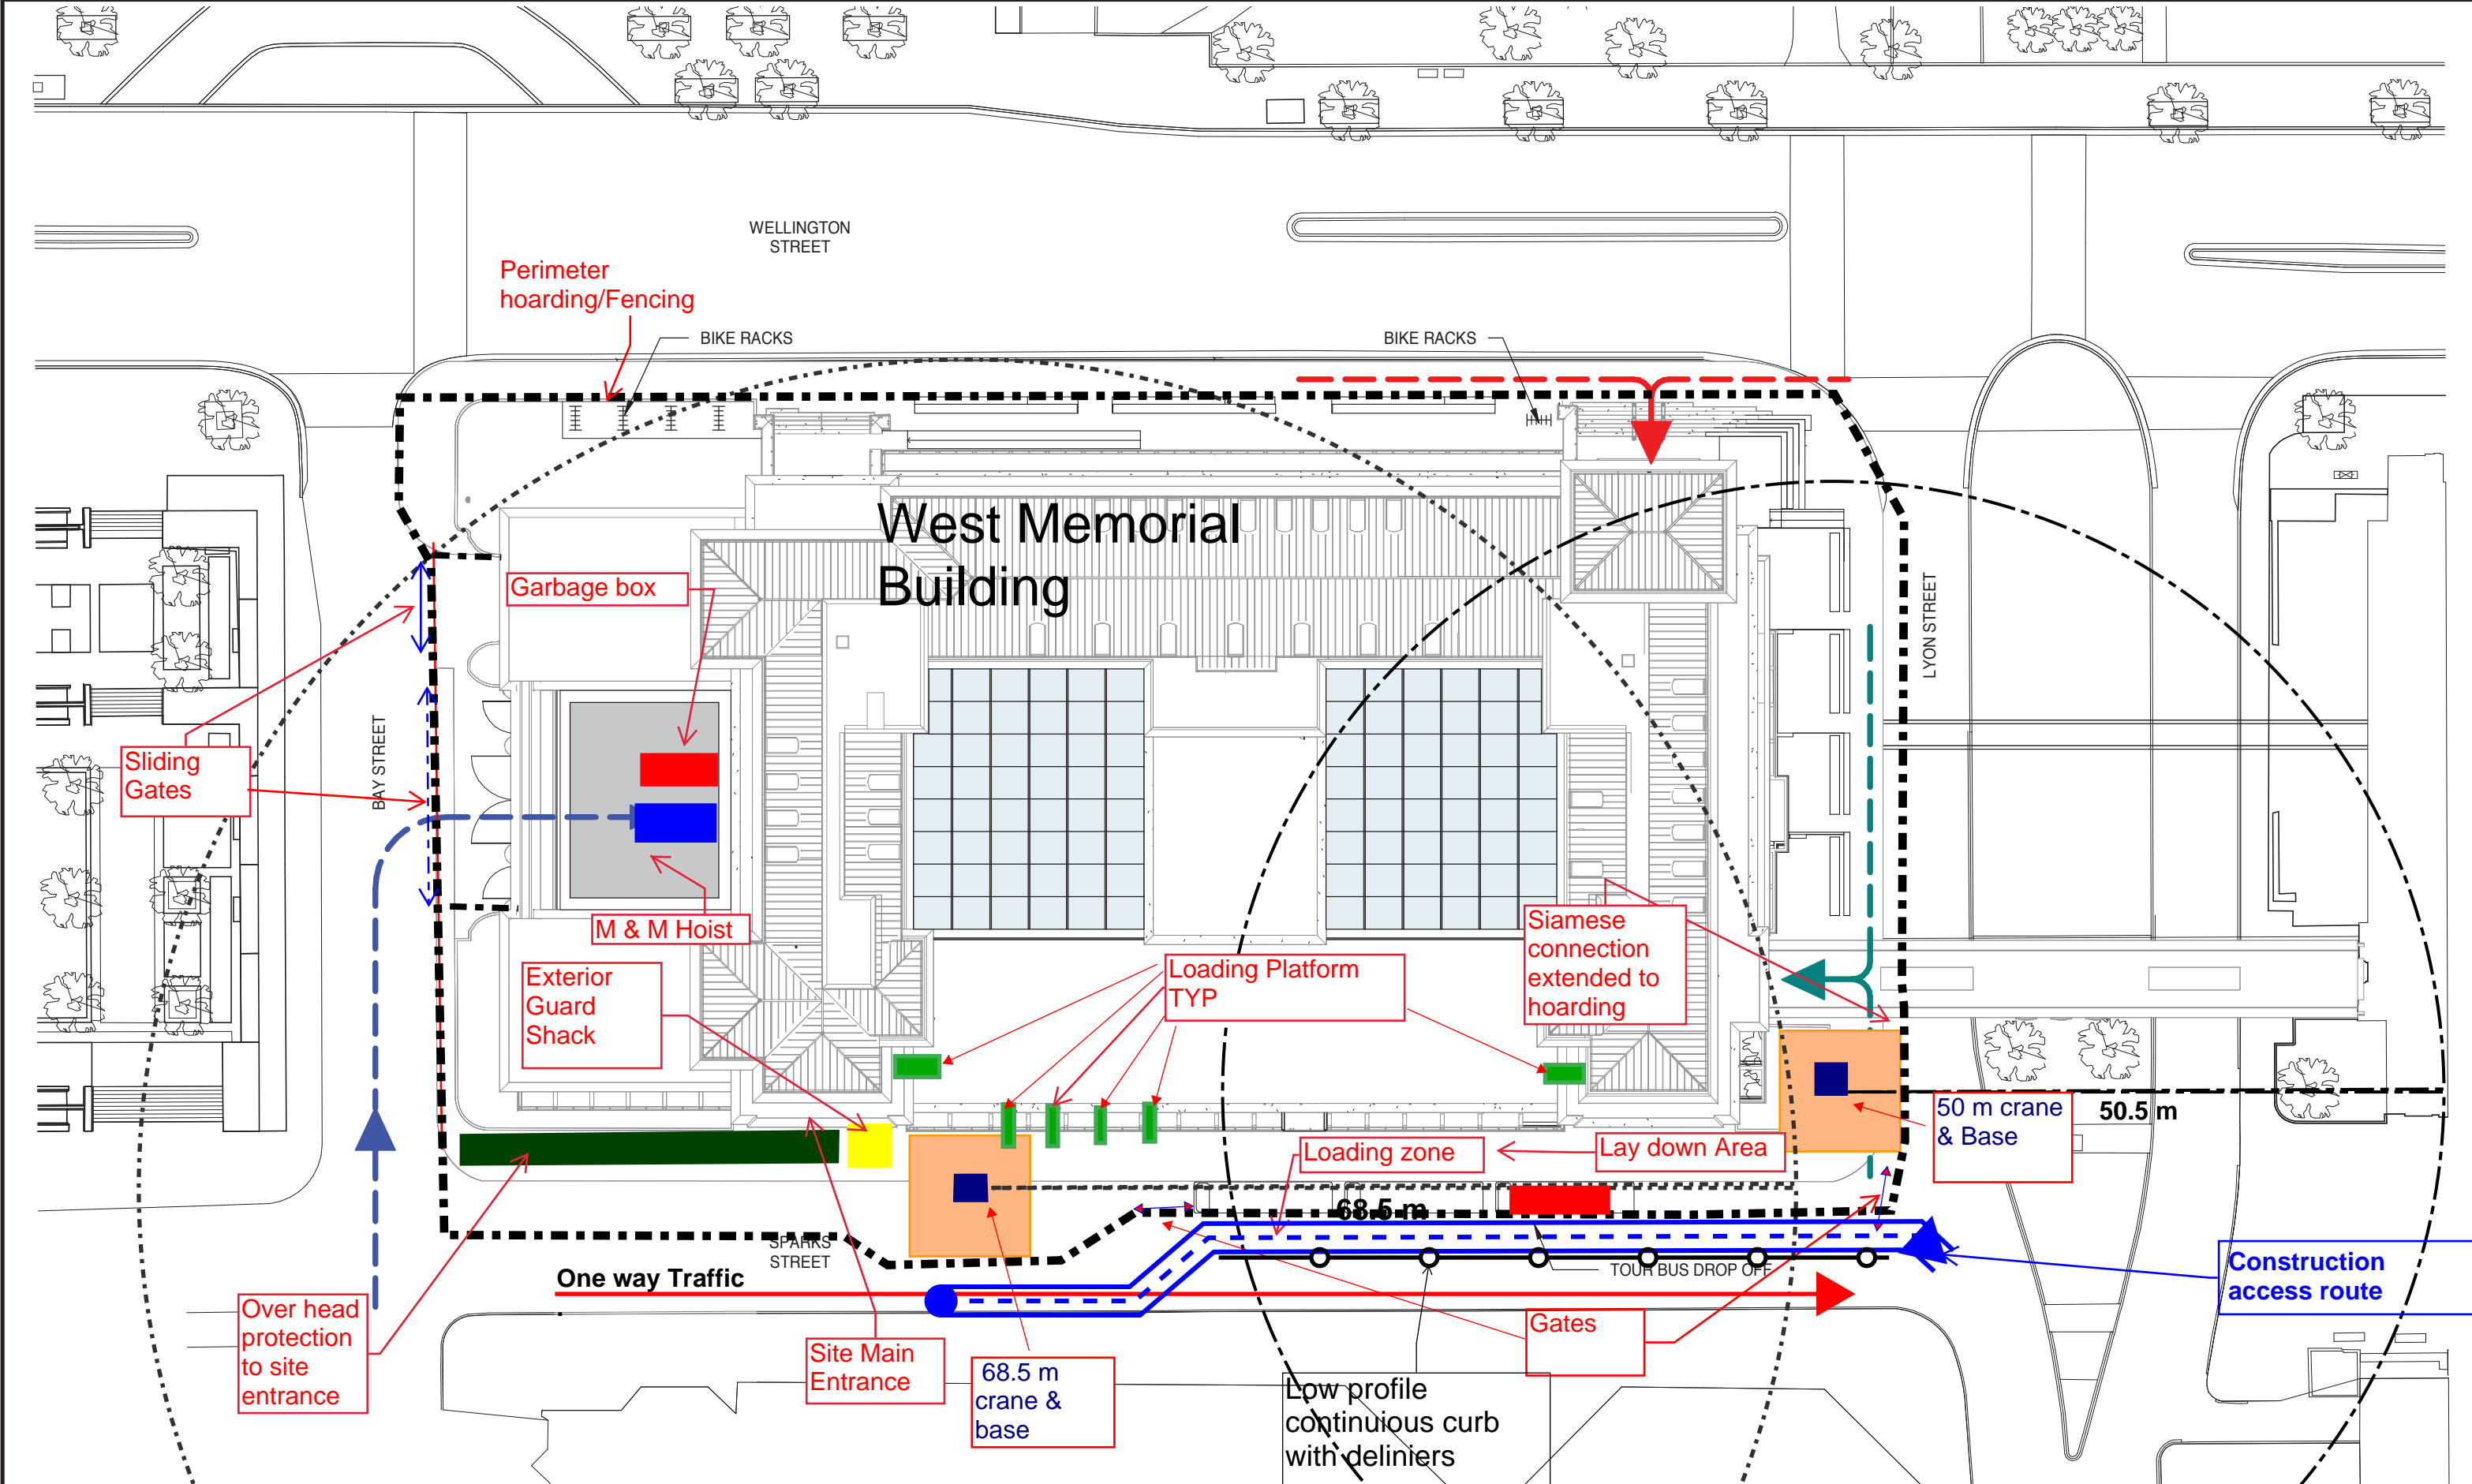 WELLINGTON
STREET
Perimeter
hoarding/Fencing
BIKE RACKS
BIKE RACKS
West Memorial
Building
Garbage box
LYON STREET
BAY STREET
Sliding
Gates
M & M Hoist
Exterior
Guard
Shack
Loading Platform
TYP
Siamese
connection
extended to
hoarding
50 m crane
& Base
50.5 m
Loading zone
Lay down Area
68.5 m
SPARKS
STREET
One way Traffic
TOUR BUS DROP OFF
Construction
access route
Over head
protection
to site
entrance
Site Main
Entrance
68.5 m
crane &
base
Gates
Low profile
continuious curb
with deliniers